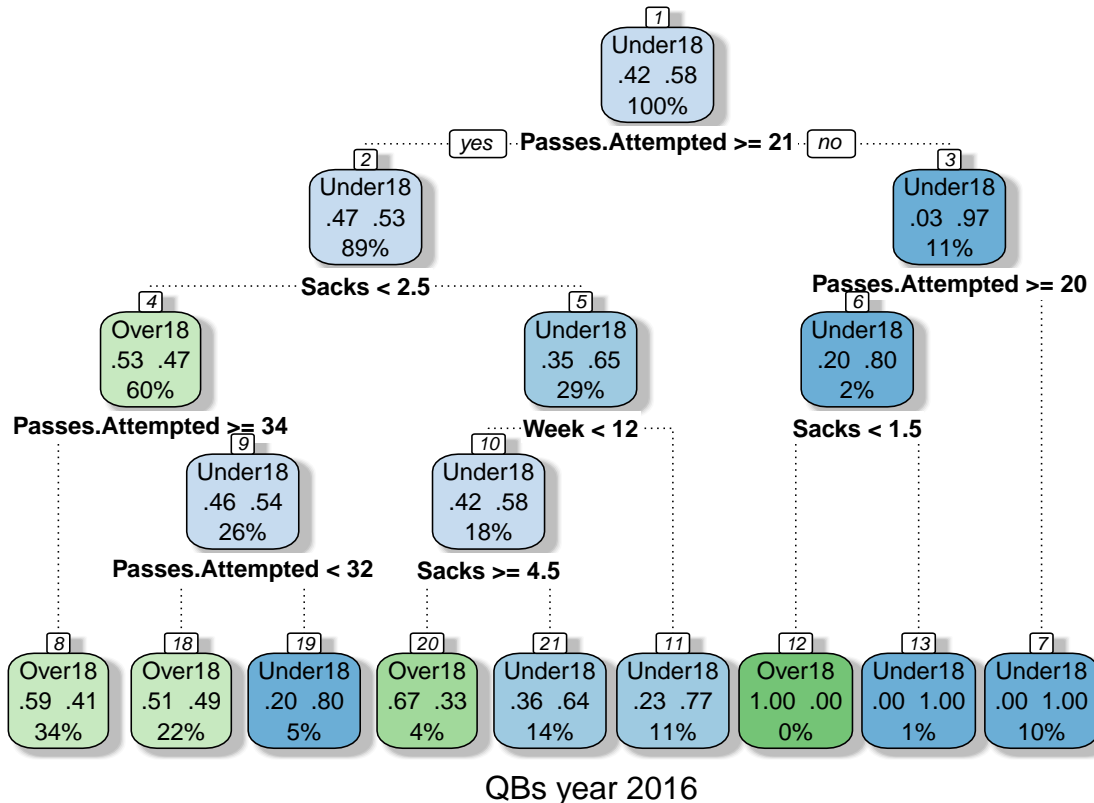 1
Under18
.42 .58
100%
yes Passes.Attempted >= 21 no
2
Under18
.47 .53
89%
3
Under18
.03 .97
11%
Sacks < 2.5
Passes.Attempted >= 20
4
Over18
.53 .47
60%
5
Under18
.35 .65
29%
6
Under18
.20 .80
2%
Passes.Attempted >= 34
Week < 12
Sacks < 1.5
9
Under18
.46 .54
26%
10
Under18
.42 .58
18%
Passes.Attempted < 32
Sacks >= 4.5
8
Over18
.59 .41
34%
18
Over18
.51 .49
22%
19
Under18
.20 .80
5%
20
Over18
.67 .33
4%
21
Under18
.36 .64
14%
11
Under18
.23 .77
11%
12
Over18
1.00 .00
0%
13
Under18
.00 1.00
1%
7
Under18
.00 1.00
10%
QBs year 2016